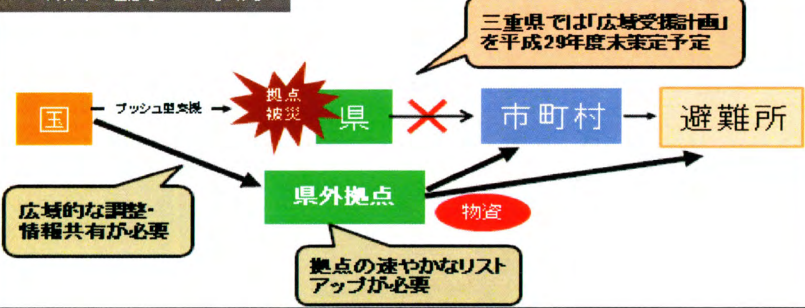 三重県では「広域受援計画」
を平成29年度末策定予定
国
プッシュ型支援
拠点
被災
県
市町村
避難所
県外拠点
物資
広域的な調整・
情報共有が必要
拠点の速やかなリスト
アップが必要